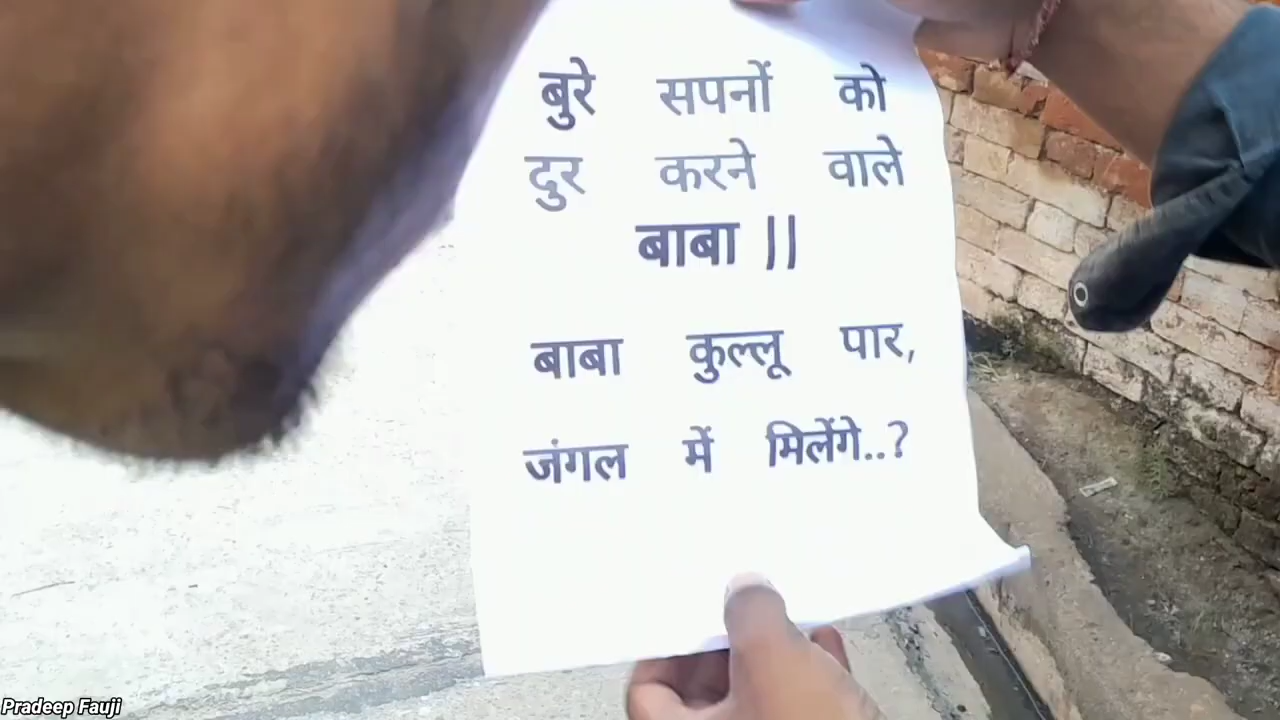 बुरे सपनों को
दुर करने वाले
बाबा ||
बाबा कुल्लू पार,
जंगल में मिलेंगे..?
Pradeep Fauji